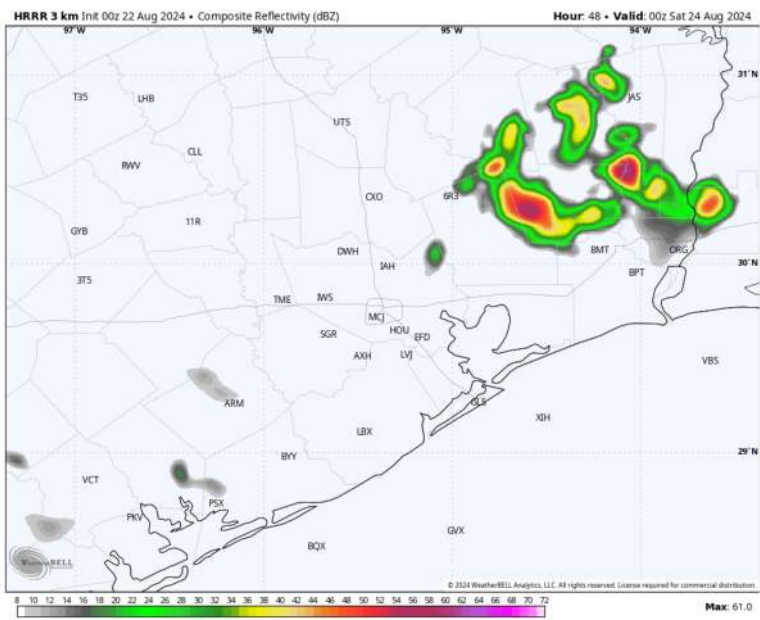 HRRR 3 km Init 00z 22 Aug 2024 • Composite Reflectivity (dBZ) Hour: 48 • Valid: 00z Sat 24 Aug 2024
97°W 96°W 95°W 94°W
31°N
T35 LHB JAS
UTS
CLL
RWV
CXO 6R3
11R
GYB
DWH BMT ORG
30°N
IAH
BPT
3T5
TME IWS
MCJ
SGR HOU EFD
AXH LVJ
VBS
ARM GLS
XIH
LBX
29°N
BYY
VCT
PSX
PKV
GVX
BQX
WeatherBELL
© 2024 WeatherBELL Analytics, LLC. All rights reserved. License required for commercial distribution.
8 10 12 14 16 18 20 22 24 26 28 30 32 34 36 38 40 42 44 46 48 50 52 54 56 58 60 62 64 66 68 70 72
Max: 61.0